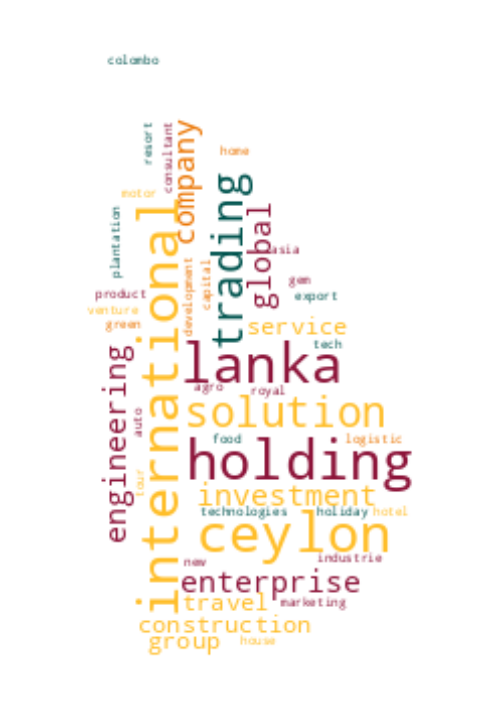 colombo
resort
consultant
company
home
motor
trading
international
plantation
global
asia
development
capital
gem
product
export
venture
green
service
tech
lanka
engineering
agro
royal
auto
solution
food
logistic
holding
tour
investment
technologies
holiday
hotel
ceylon
new
industrie
enterprise
travel
marketing
construction
group
house